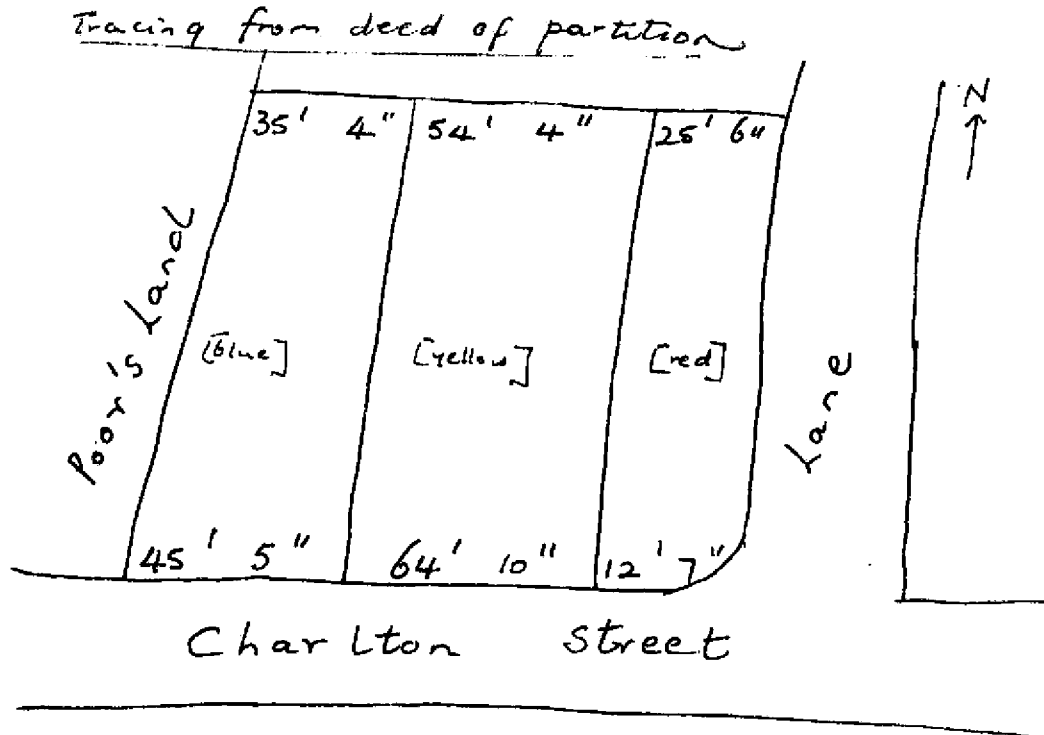 Tracing from deed of partition
N
35' 4" 54' 4" 25' 6"
Poor's Land
[blue] [yellow] [red]
Lane
45' 5" 64' 10" 12' 7"
Charlton Street